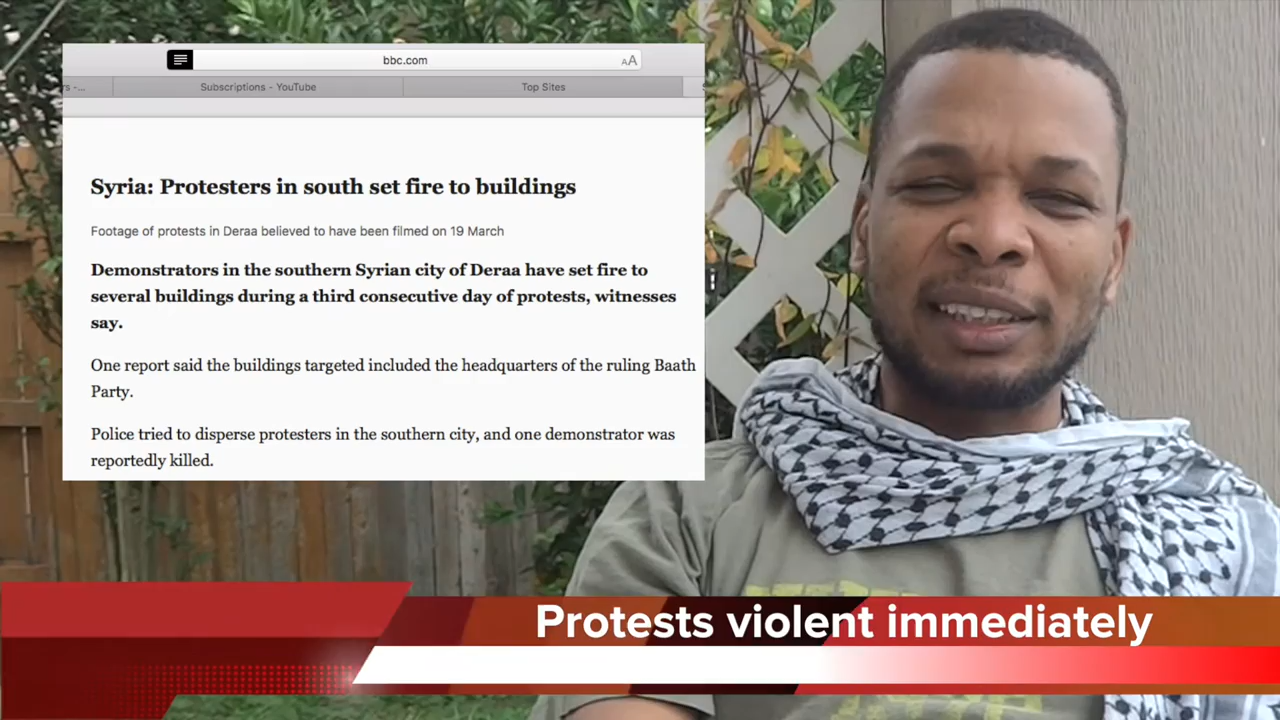 bbc.com
AA
rs -...
Subscriptions - YouTube
Top Sites
Syria: Protesters in south set fire to buildings
Footage of protests in Deraa believed to have been filmed on 19 March
Demonstrators in the southern Syrian city of Deraa have set fire to
several buildings during a third consecutive day of protests, witnesses
say.
One report said the buildings targeted included the headquarters of the ruling Baath
Party.
Police tried to disperse protesters in the southern city, and one demonstrator was
reportedly killed.
Protests violent immediately